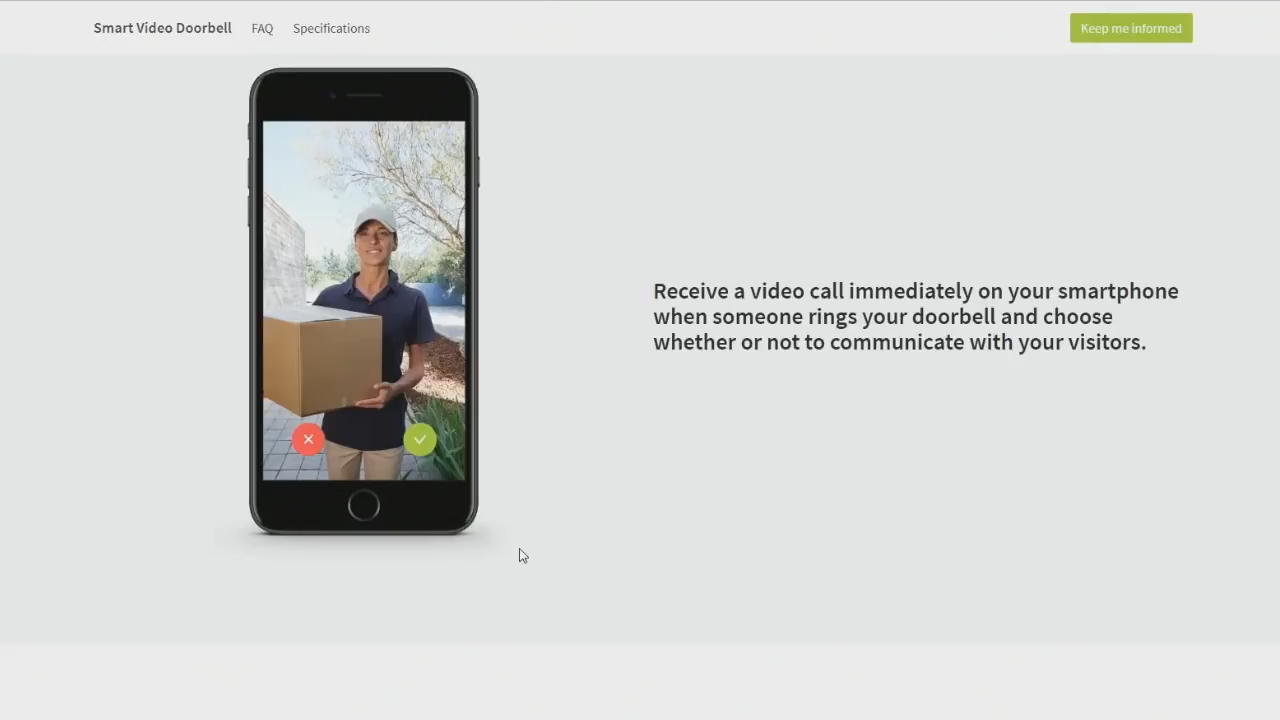 Smart Video Doorbell FAQ Specifications Keep me informed
Receive a video call immediately on your smartphone
when someone rings your doorbell and choose
whether or not to communicate with your visitors.